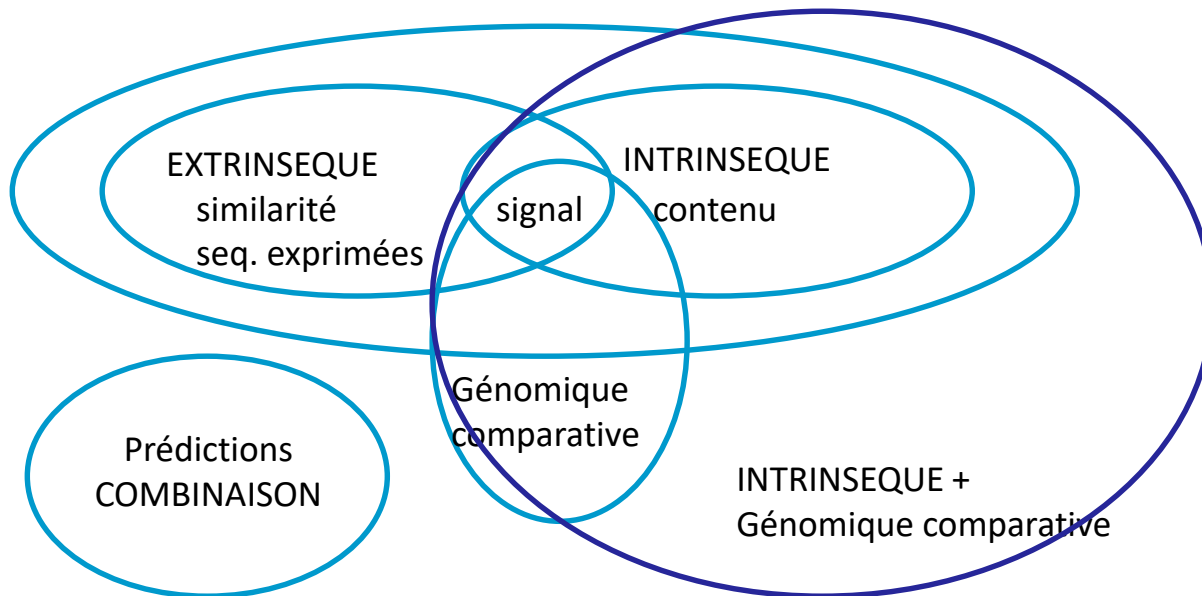 EXTRINSEQUE
similarité
seq. exprimées
signal
INTRINSEQUE
contenu
Génomique
comparative
Prédictions
COMBINAISON
INTRINSEQUE +
Génomique comparative